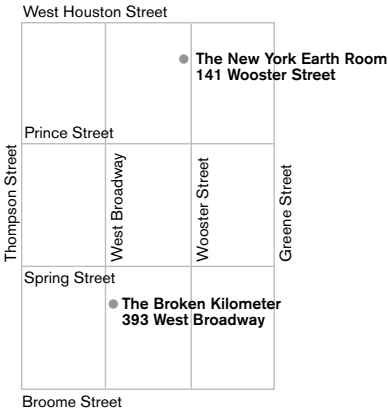 West Houston Street
The New York Earth Room
141 Wooster Street
Prince Street
Thompson Street
West Broadway
Wooster Street
Greene Street
Spring Street
The Broken Kilometer
393 West Broadway
Broome Street